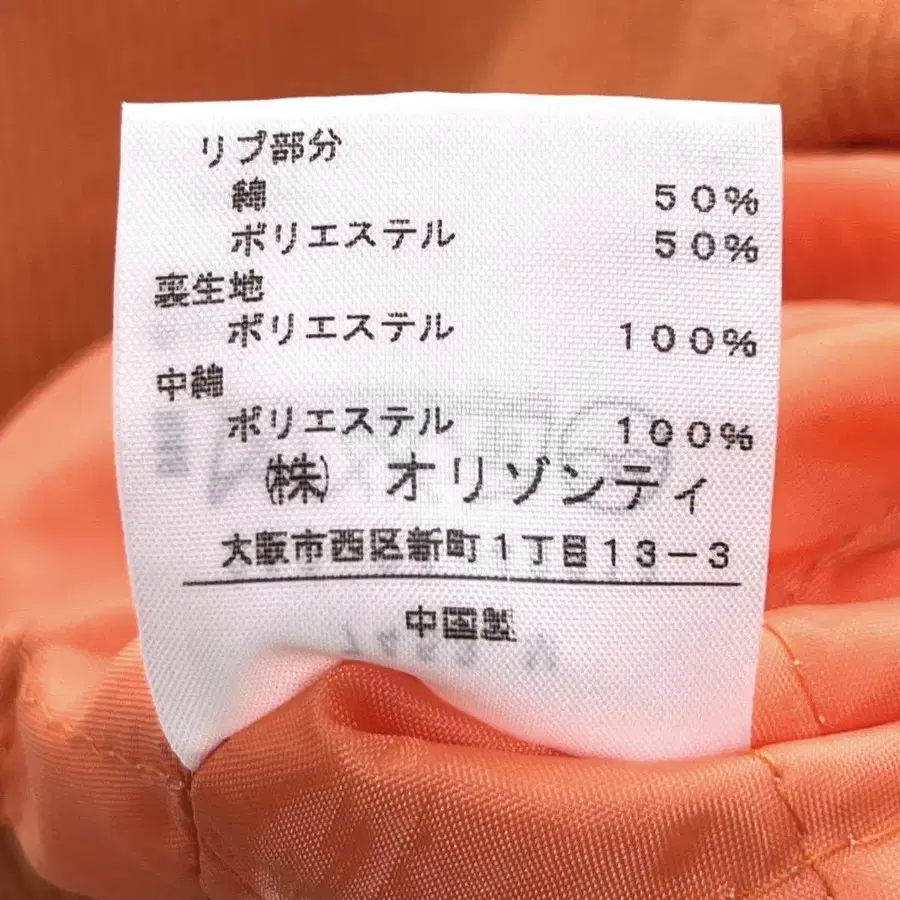 リブ部分
綿 50%
ポリエステル 50%
裏生地
ポリエステル 100%
中綿
ポリエステル 100%
㈱ オリゾンティ
大阪市西区新町1丁目13-3
中国製